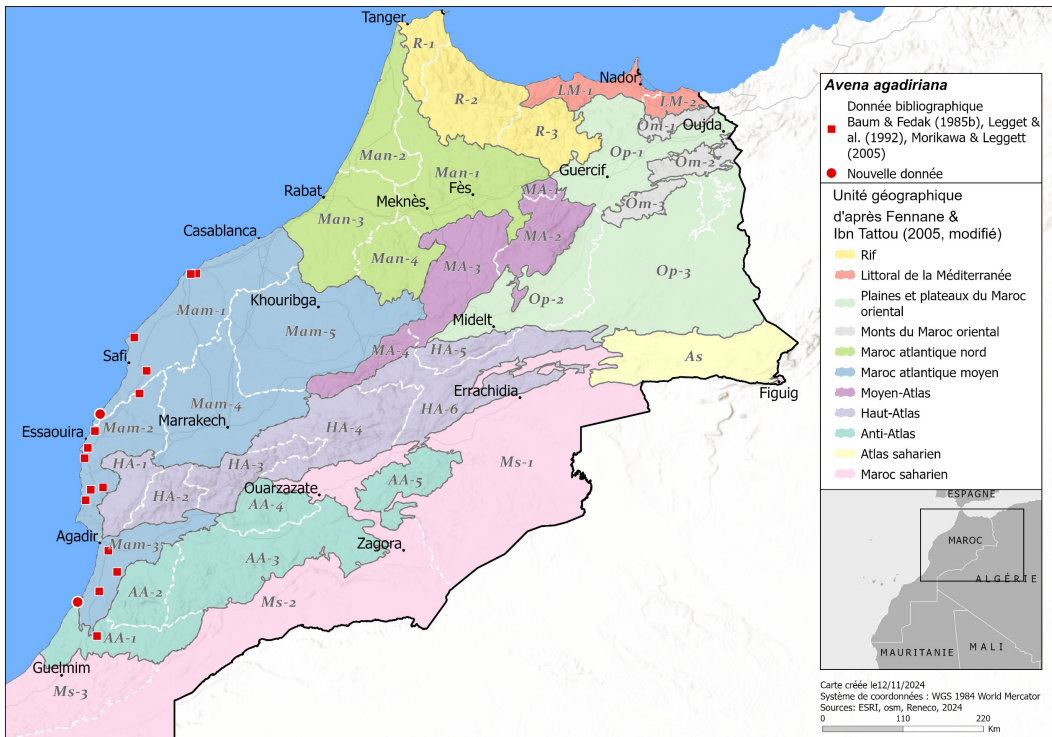 Tanger
R-1
Nador
LM-1
R-2
LM-2
R-3
Om-1
Oujda
Man-2
Op-1
Man-1
Om-2
Guercif
Fès
MA-1
Rabat
Meknès
Om-3
Man-3
Casablanca
MA-2
Man-4
MA-3
Op-3
Khouribga
Op-2
Mam-1
Mam-5
Midelt
HA-5
Safi
MA-4
As
Errachidia
Figuig
Mam-4
HA-6
Marrakech
Mam-2
Essaouira
HA-4
HA-1
HA-3
Ms-1
HA-2
AA-5
Ouarzazate
AA-4
Agadir
Mam-3
Zagora
AA-3
AA-2
Ms-2
AA-1
Guelmim
Ms-3
Avena agadiriana
Donnée bibliographique
Baum & Fedak (1985b), Legget &
al. (1992), Morikawa & Leggett
(2005)
Nouvelle donnée
Unité géographique
d'après Fennane &
Ibn Tattou (2005, modifié)
Rif
Littoral de la Méditerranée
Plaines et plateaux du Maroc
oriental
Monts du Maroc oriental
Maroc atlantique nord
Maroc atlantique moyen
Moyen-Atlas
Haut-Atlas
Anti-Atlas
Atlas saharien
Maroc saharien
ESPAGNE
MAROC
ALGÉRIE
MAURITANIE
MALI
Carte créée le12/11/2024
Système de coordonnées : WGS 1984 World Mercator
Sources: ESRI, osm, Reneco, 2024
0 110 220
Km